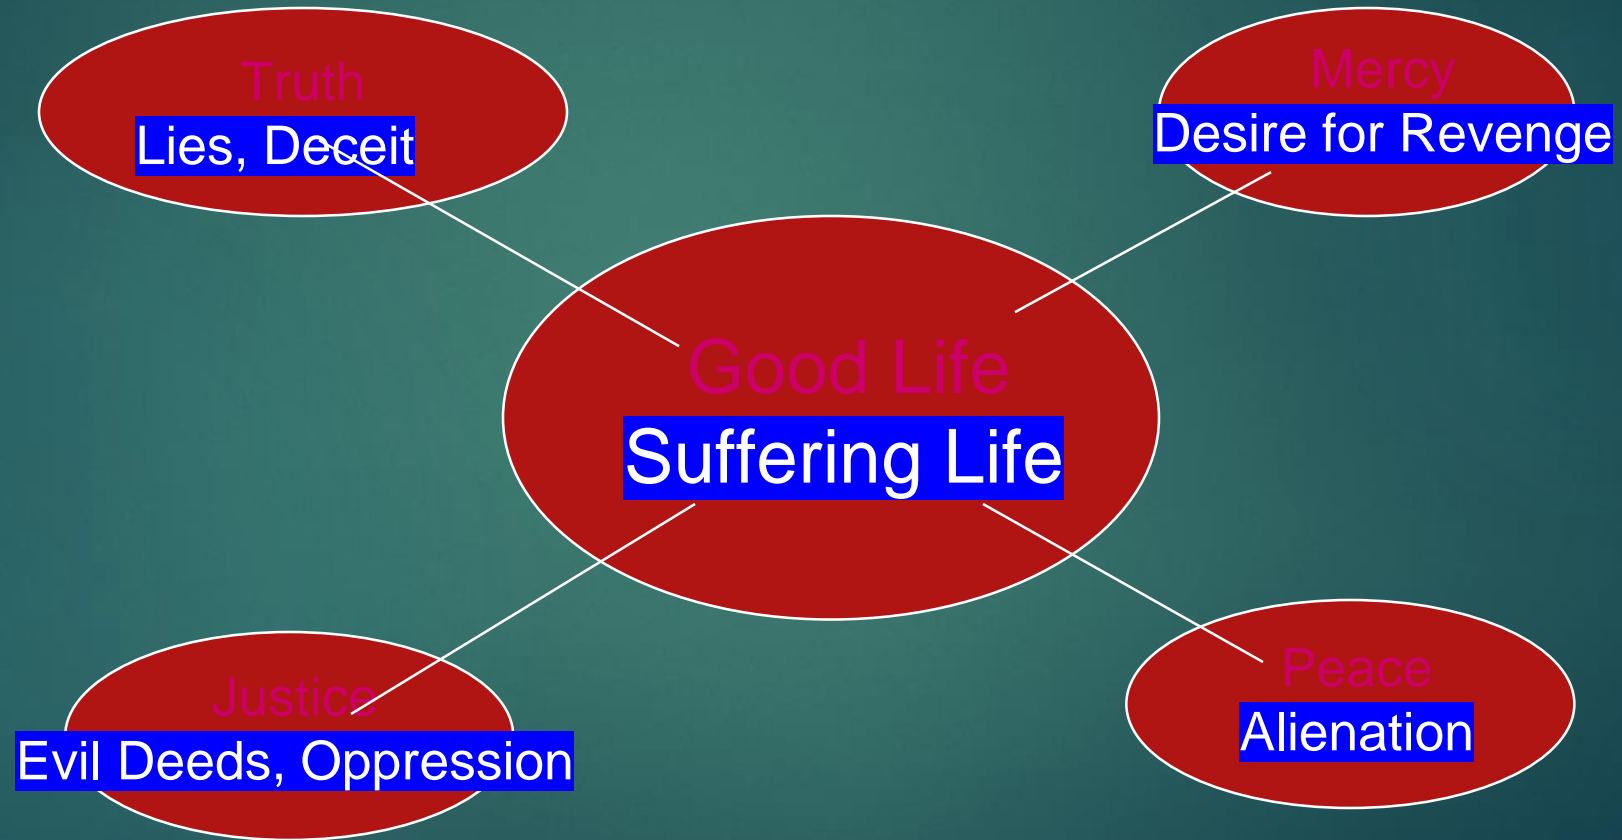 Truth
Lies, Deceit
Mercy
Desire for Revenge
Good Life
Suffering Life
Justice
Evil Deeds, Oppression
Peace
Alienation